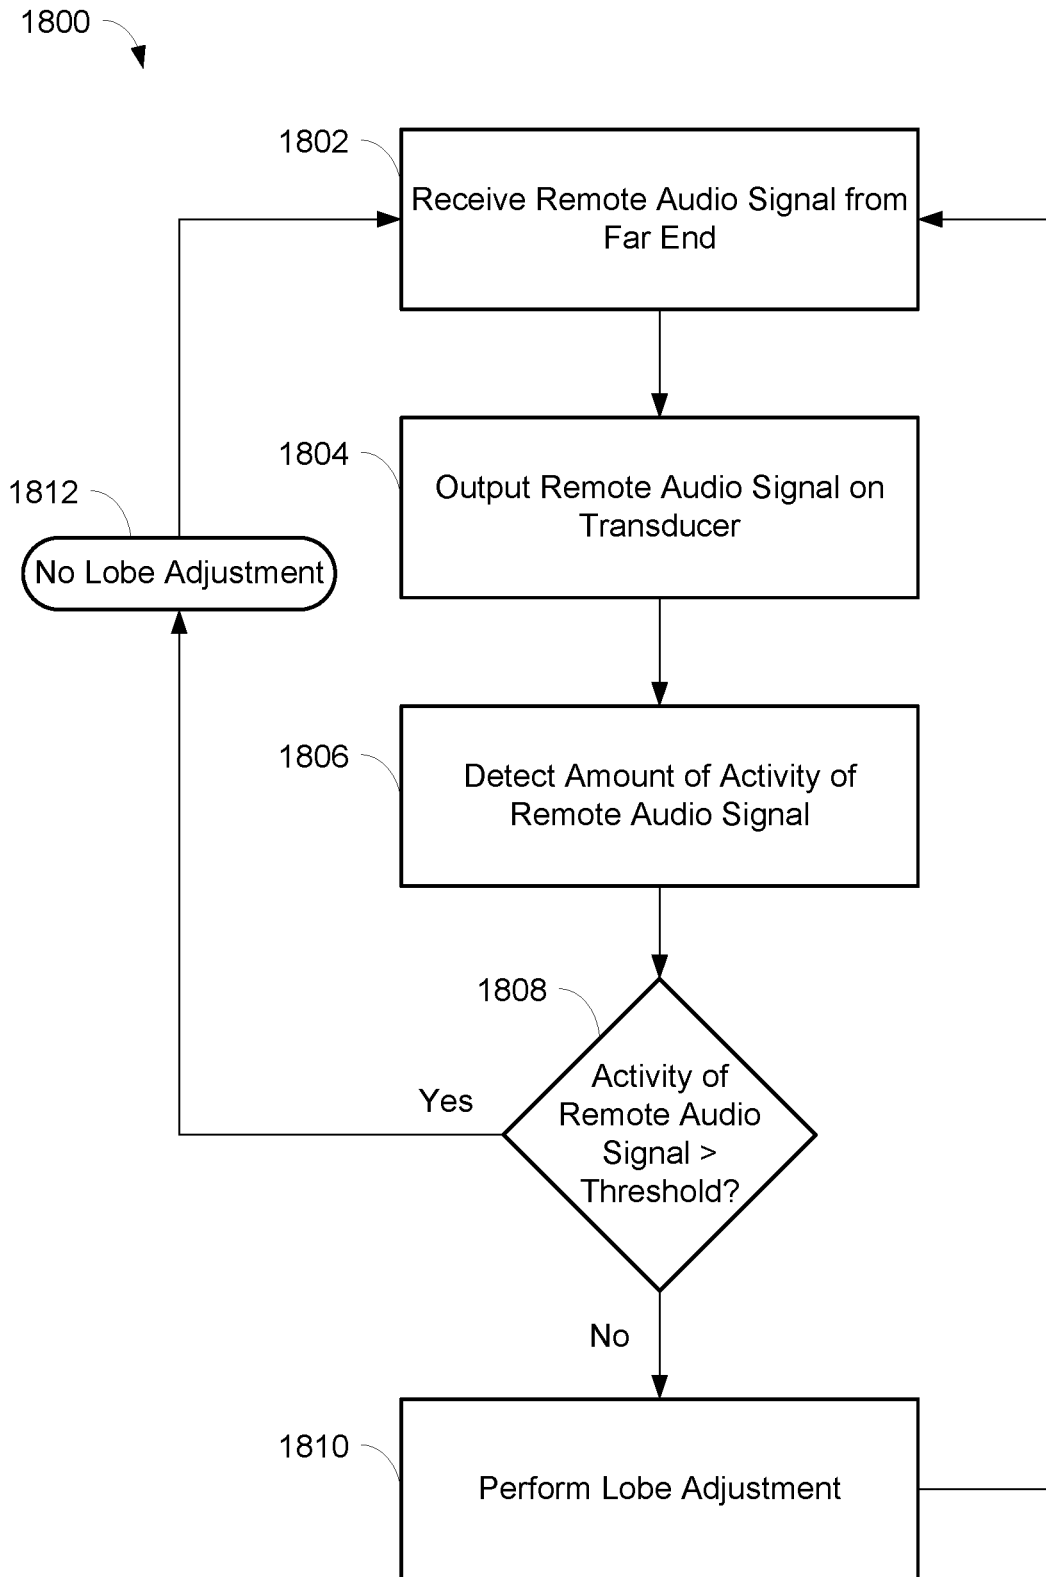 1800
1802
Receive Remote Audio Signal from
Far End
1804
Output Remote Audio Signal on
Transducer
1812
No Lobe Adjustment
1806
Detect Amount of Activity of
Remote Audio Signal
1808
Activity of
Remote Audio
Signal >
Threshold?
Yes
No
1810
Perform Lobe Adjustment